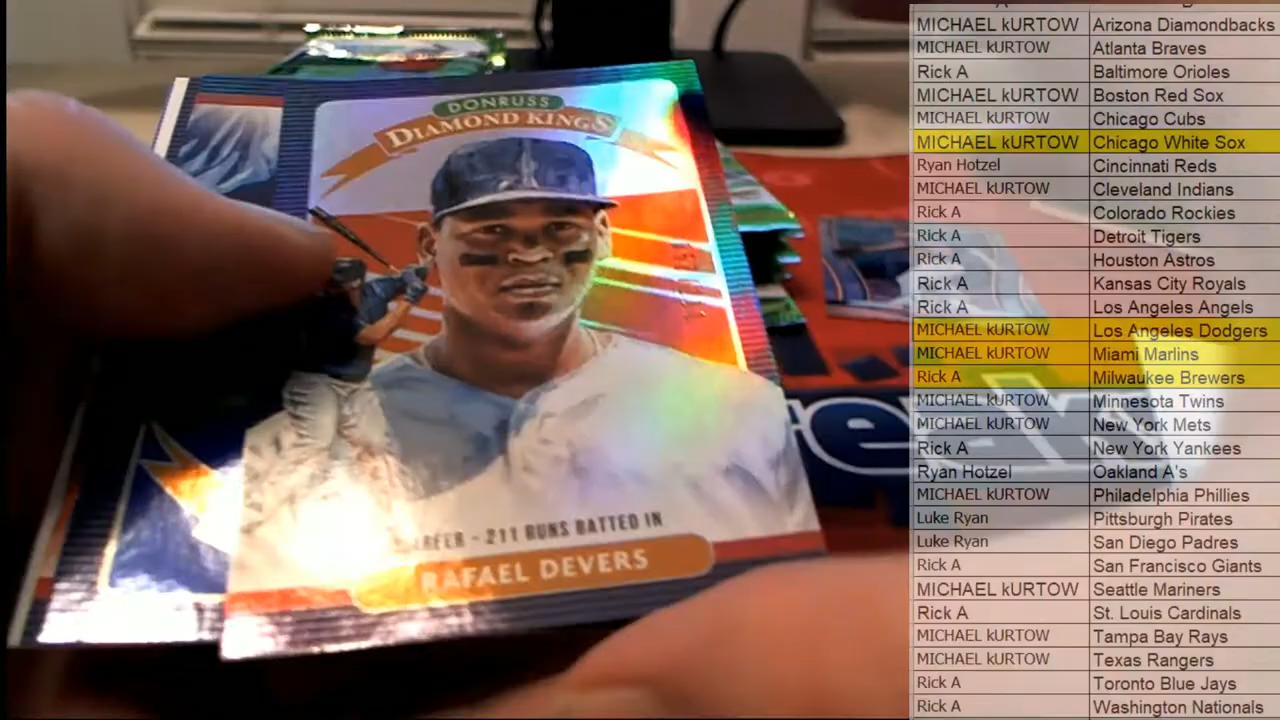 DONRUSS
DIAMOND KINGS
211 RUNS BATTED IN
RAFAEL DEVERS
MICHAEL kURTOW Arizona Diamondbacks
MICHAEL kURTOW Atlanta Braves
Rick A Baltimore Orioles
MICHAEL kURTOW Boston Red Sox
MICHAEL kURTOW Chicago Cubs
MICHAEL kURTOW Chicago White Sox
Ryan Hotzel Cincinnati Reds
MICHAEL kURTOW Cleveland Indians
Rick A Colorado Rockies
Rick A Detroit Tigers
Rick A Houston Astros
Rick A Kansas City Royals
Rick A Los Angeles Angels
MICHAEL kURTOW Los Angeles Dodgers
MICHAEL kURTOW Miami Marlins
Rick A Milwaukee Brewers
MICHAEL kURTOW Minnesota Twins
MICHAEL kURTOW New York Mets
Rick A New York Yankees
Ryan Hotzel Oakland A's
MICHAEL kURTOW Philadelphia Phillies
Luke Ryan Pittsburgh Pirates
Luke Ryan San Diego Padres
Rick A San Francisco Giants
MICHAEL kURTOW Seattle Mariners
Rick A St. Louis Cardinals
MICHAEL kURTOW Tampa Bay Rays
MICHAEL kURTOW Texas Rangers
Rick A Toronto Blue Jays
Rick A Washington Nationals